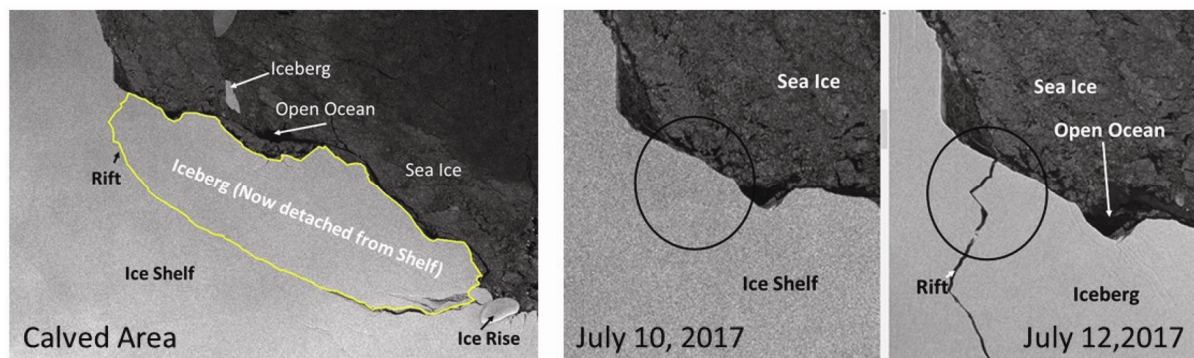 Iceberg
Open Ocean
Sea Ice
Rift
Iceberg (Now detached from Shelf)
Ice Shelf
Ice Rise
Calved Area
Sea Ice
Ice Shelf
July 10, 2017
Sea Ice
Open Ocean
Rift
Iceberg
July 12,2017